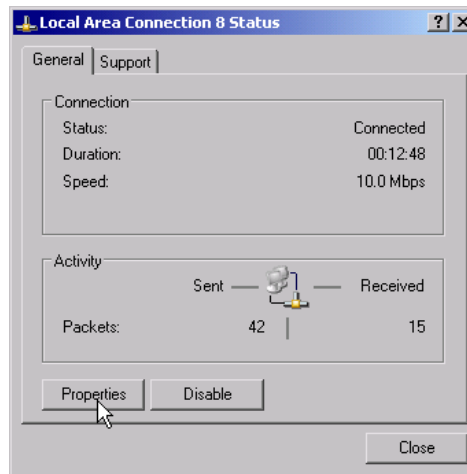 Local Area Connection 8 Status
General Support
Connection
Status: Connected
Duration: 00:12:48
Speed: 10.0 Mbps
Activity
Sent Received
Packets: 42 15
Properties Disable
Close